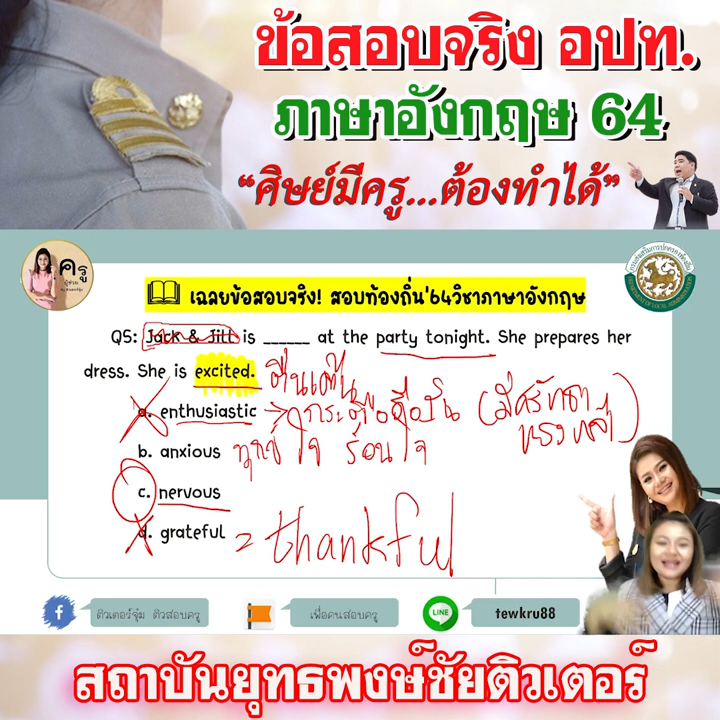 ข้อสอบจริง อปท.
ภาษาอังกฤษ 64
“ศิษย์มีครู...ต้องทำได้”
ครู
เฉลยข้อสอบจริง! สอบท้องถิ่น'64วิชาภาษาอังกฤษ
Q5: Jack & Jill is ______ at the party tonight. She prepares her
dress. She is excited. ตื่นเต้น
a. enthusiastic → กระตือรือร้น (มีศรัทธา
b. anxious ทุกข์ใจ ร้อนใจ
c. nervous
d. grateful = thankful
ติวเตอร์จุ๋ม ติวสอบครู
เพื่อคนสอบครู
LINE
tewkru88
สถาบันยุทธพงษ์ชัยติวเตอร์